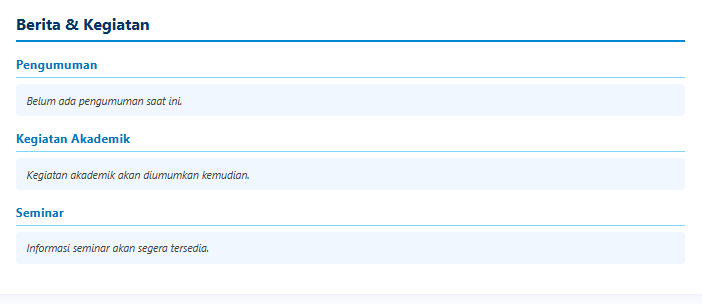 Berita & Kegiatan
Pengumuman
Belum ada pengumuman saat ini.
Kegiatan Akademik
Kegiatan akademik akan diumumkan kemudian.
Seminar
Informasi seminar akan segera tersedia.